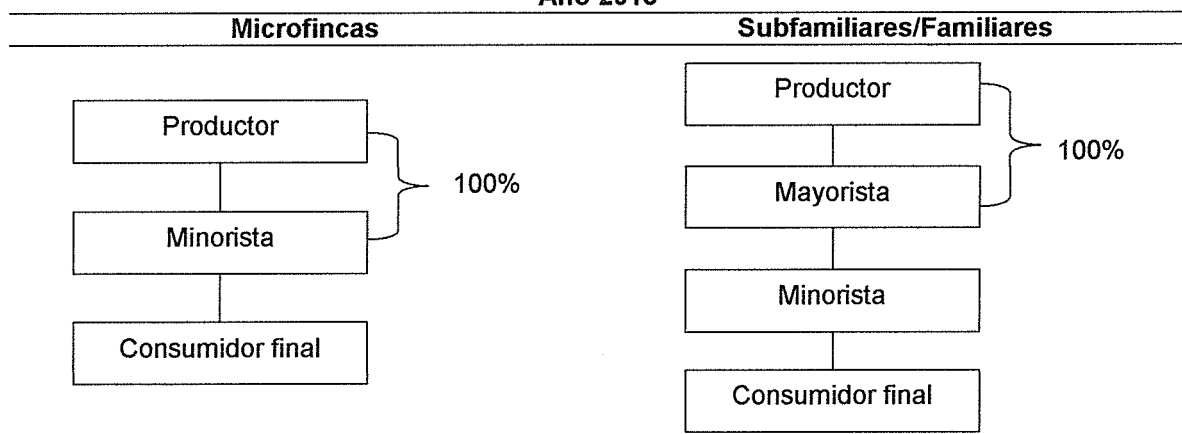 Microfincas
Productor
100%
Minorista
Consumidor final
Subfamiliares/Familiares
Productor
100%
Mayorista
Minorista
Consumidor final